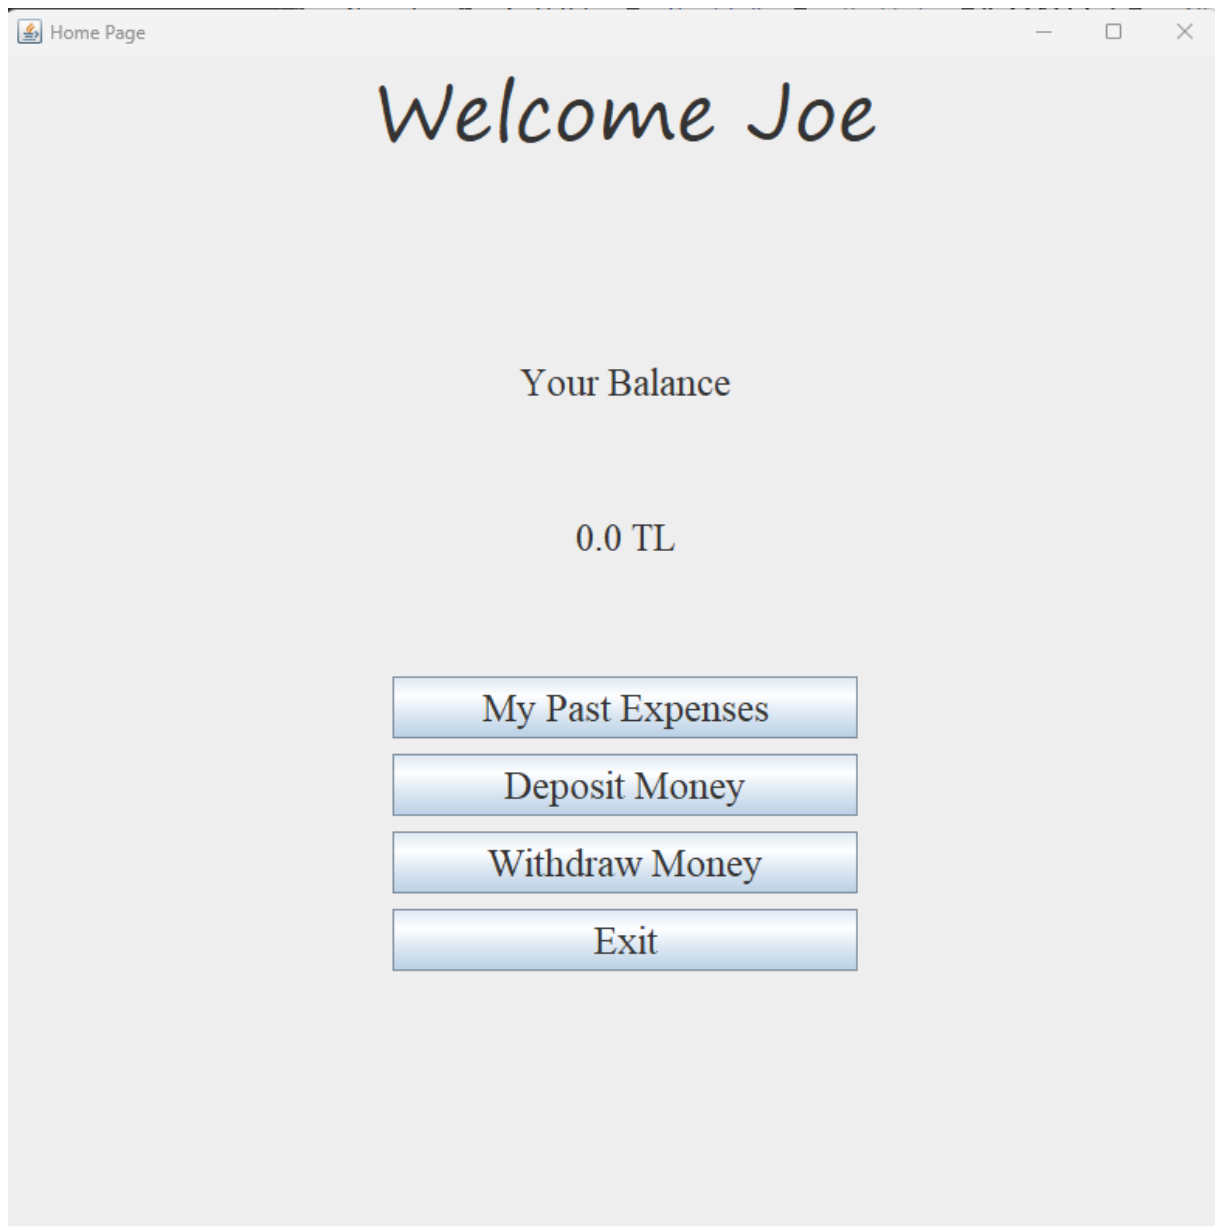 Home Page
Welcome Joe
Your Balance
0.0 TL
My Past Expenses
Deposit Money
Withdraw Money
Exit